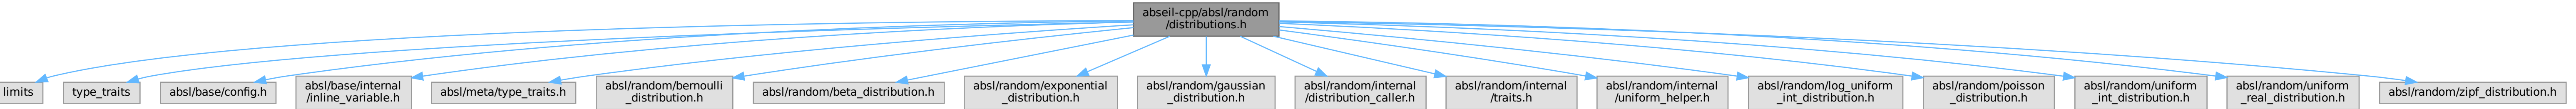 abseil-cpp/absl/random
/distributions.h
limits
type_traits
absl/base/config.h
absl/base/internal
/inline_variable.h
absl/meta/type_traits.h
absl/random/bernoulli
_distribution.h
absl/random/beta_distribution.h
absl/random/exponential
_distribution.h
absl/random/gaussian
_distribution.h
absl/random/internal
/distribution_caller.h
absl/random/internal
/traits.h
absl/random/internal
/uniform_helper.h
absl/random/log_uniform
_int_distribution.h
absl/random/poisson
_distribution.h
absl/random/uniform
_int_distribution.h
absl/random/uniform
_real_distribution.h
absl/random/zipf_distribution.h